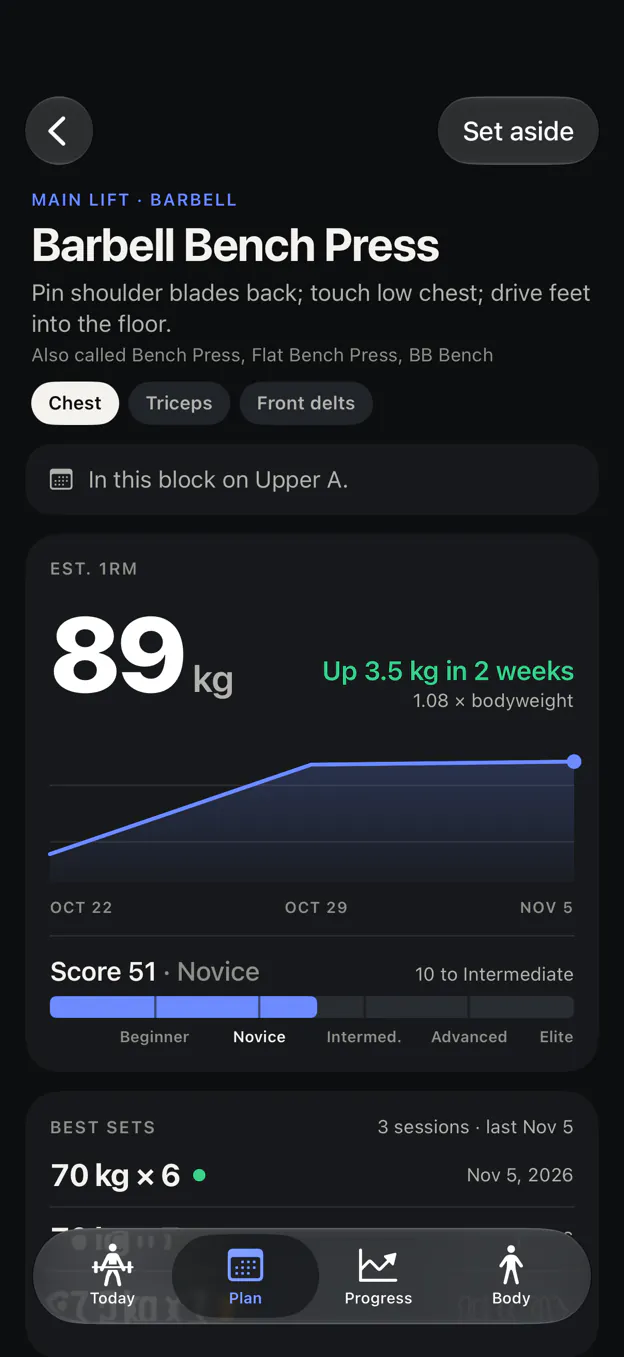 Set aside
MAIN LIFT · BARBELL
Barbell Bench Press
Pin shoulder blades back; touch low chest; drive feet
into the floor.
Also called Bench Press, Flat Bench Press, BB Bench
Chest Triceps Front delts
In this block on Upper A.
EST. 1RM
89 kg
Up 3.5 kg in 2 weeks
1.08 × bodyweight
OCT 22 OCT 29 NOV 5
Score 51 · Novice 10 to Intermediate
Beginner Novice Intermed. Advanced Elite
BEST SETS 3 sessions · last Nov 5
70 kg × 6 Nov 5, 2026
Today Plan Progress Body